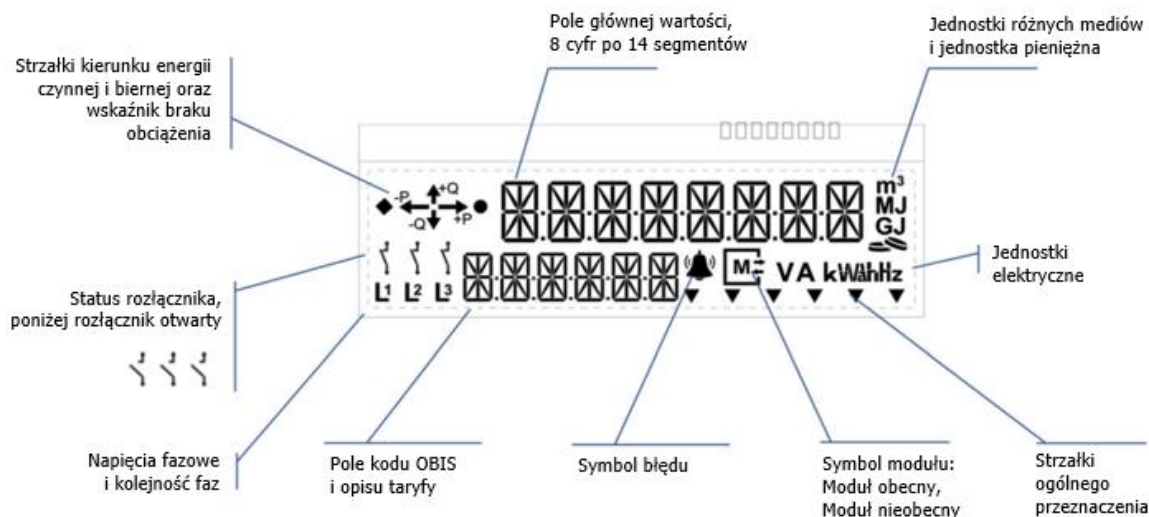 Pole głównej wartości,
8 cyfr po 14 segmentów
Jednostki różnych mediów
i jednostka pieniężna
Strzałki kierunku energii
czynnej i biernej oraz
wskaźnik braku
obciążenia
-P
+Q
-Q
+P
m³
MJ
GJ
L1 L2 L3
M
V A kWahHz
Jednostki
elektryczne
Status rozłącznika,
poniżej rozłącznik otwarty
Napięcia fazowe
i kolejność faz
Pole kodu OBIS
i opisu taryfy
Symbol błędu
Symbol modułu:
Moduł obecny,
Moduł nieobecny
Strzałki
ogólnego
przeznaczenia